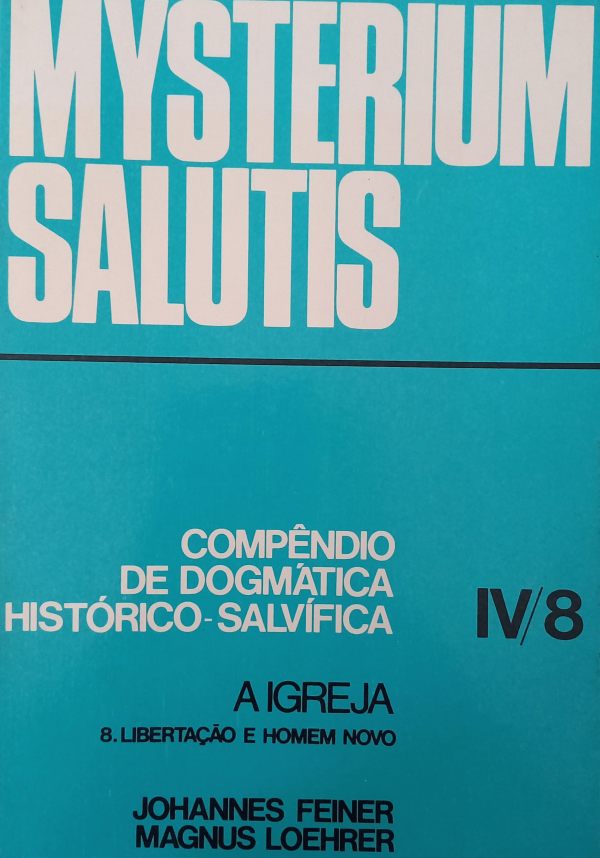 MYSTERIUM
SALUTIS
COMPÊNDIO
DE DOGMÁTICA
HISTÓRICO-SALVÍFICA
IV/8
A IGREJA
8. LIBERTAÇÃO E HOMEM NOVO
JOHANNES FEINER
MAGNUS LOEHRER